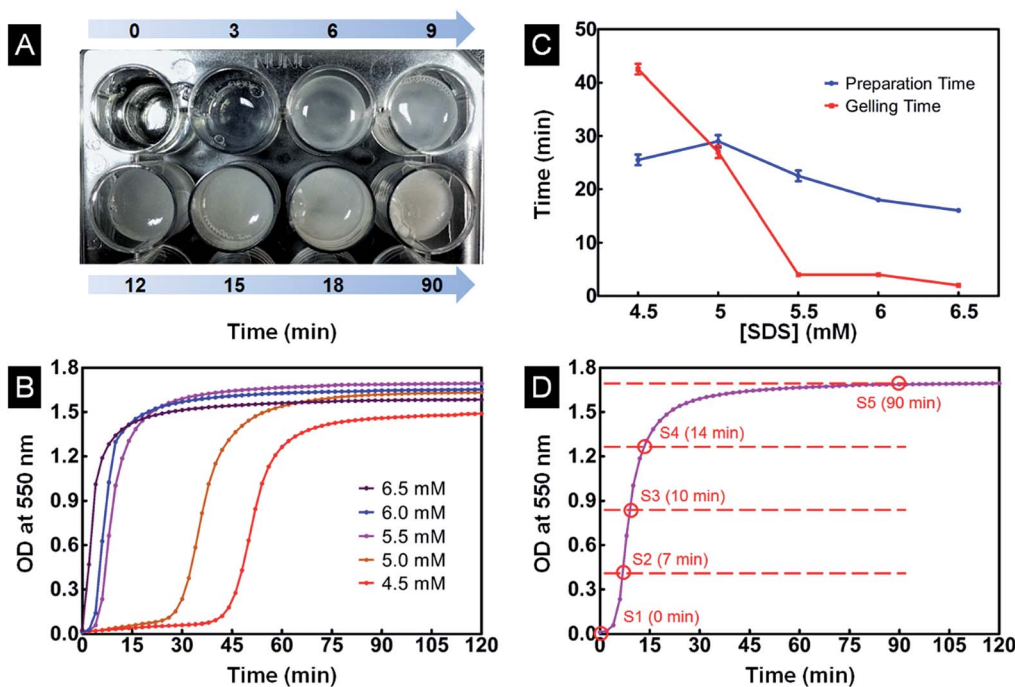 A
0 3 6 9
NUNC
12 15 18 90
Time (min)
C
50
40
30
20
10
0
Time (min)
Preparation Time
Gelling Time
4.5 5 5.5 6 6.5
[SDS] (mM)
B
1.8
1.5
1.2
0.9
0.6
0.3
0.0
OD at 550 nm
6.5 mM
6.0 mM
5.5 mM
5.0 mM
4.5 mM
0 15 30 45 60 75 90 105 120
Time (min)
D
1.8
1.5
1.2
0.9
0.6
0.3
0.0
OD at 550 nm
S5 (90 min)
S4 (14 min)
S3 (10 min)
S2 (7 min)
S1 (0 min)
0 15 30 45 60 75 90 105 120
Time (min)